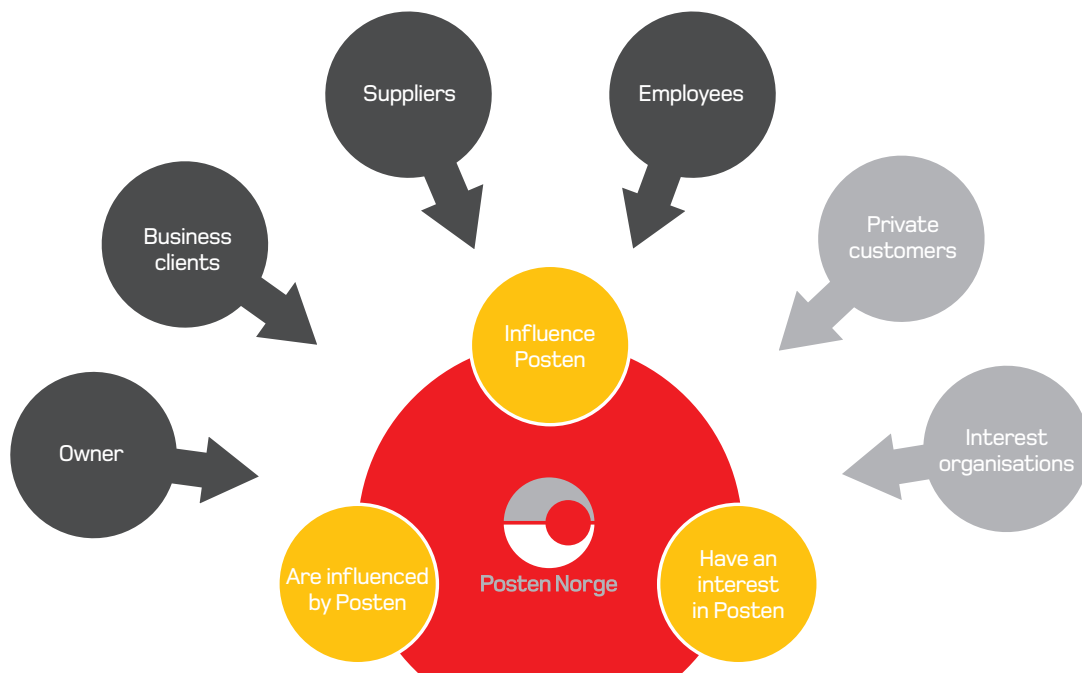 Suppliers
Employees
Business
clients
Private
customers
Influence
Posten
Owner
Interest
organisations
Are influenced
by Posten
Posten Norge
Have an
interest
in Posten